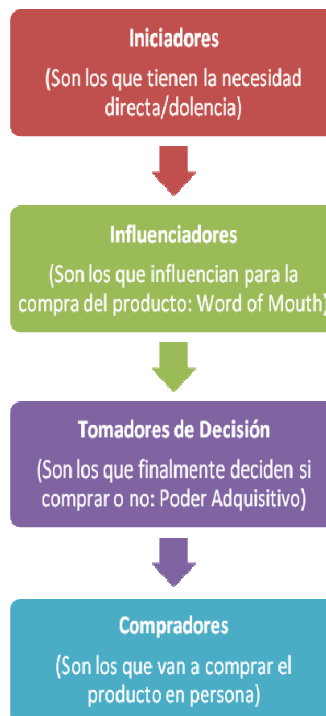 Iniciadores
(Son los que tienen la necesidad
directa/dolencia)
Influenciadores
(Son los que influencian para la
compra del producto: Word of Mouth)
Tomadores de Decisión
(Son los que finalmente deciden si
comprar o no: Poder Adquisitivo)
Compradores
(Son los que van a comprar el
producto en persona)